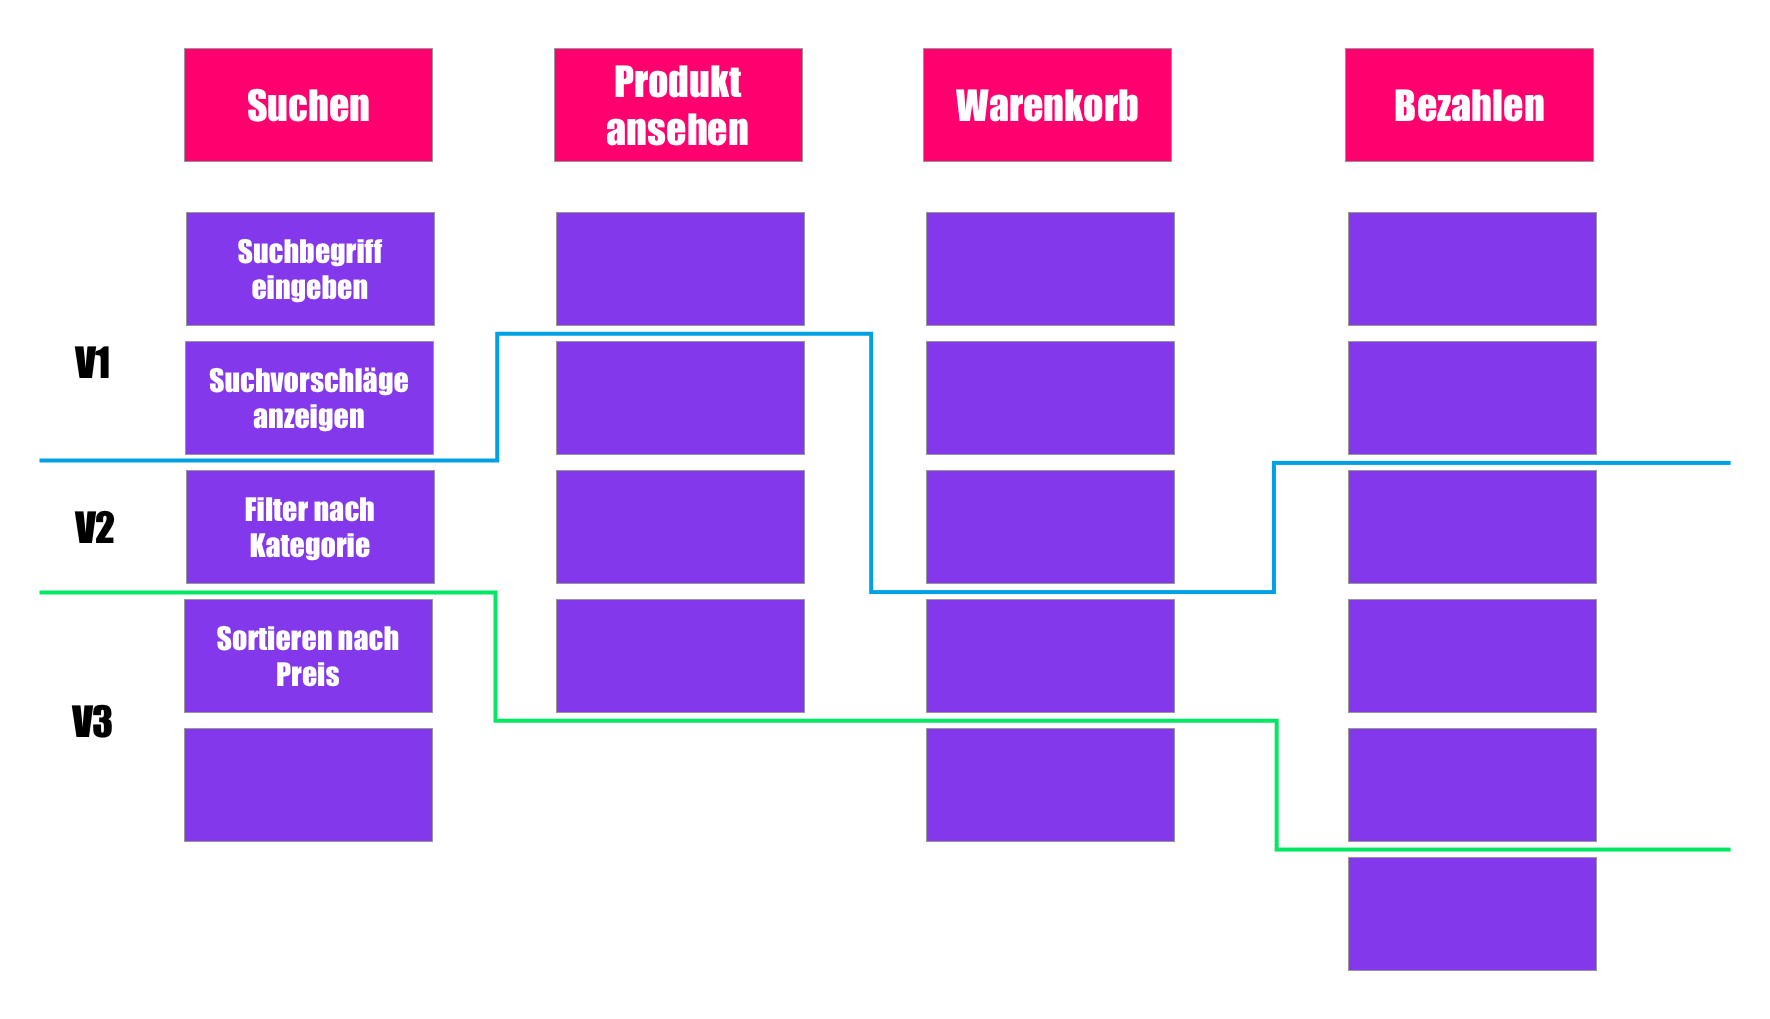 Suchen
Produkt
ansehen
Warenkorb
Bezahlen
Suchbegriff
eingeben
V1
Suchvorschläge
anzeigen
V2
Filter nach
Kategorie
Sortieren nach
Preis
V3